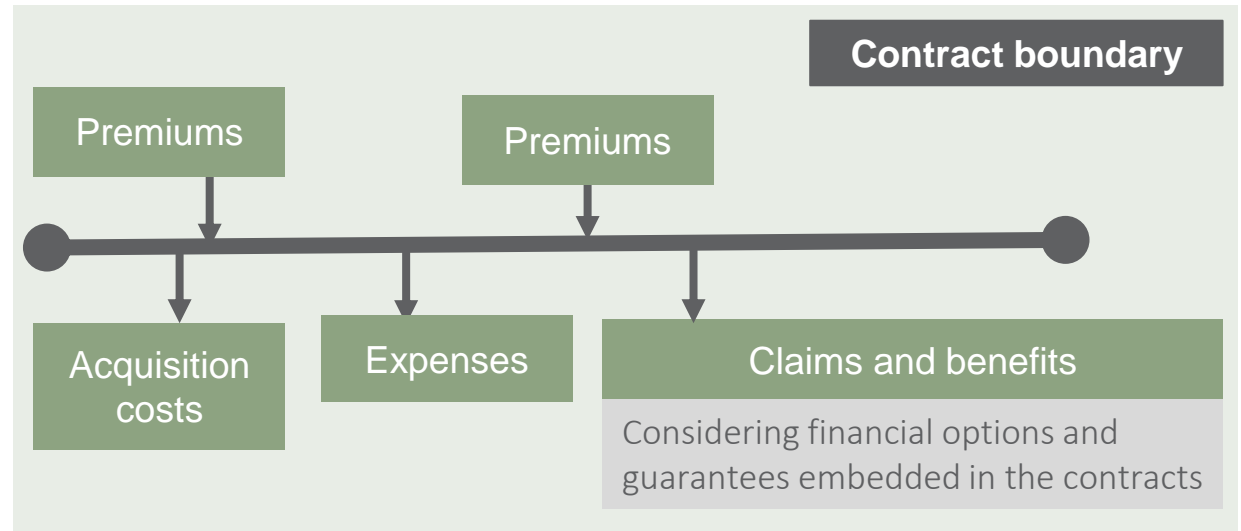 Contract boundary
Premiums
Premiums
Acquisition
costs
Expenses
Claims and benefits
Considering financial options and
guarantees embedded in the contracts